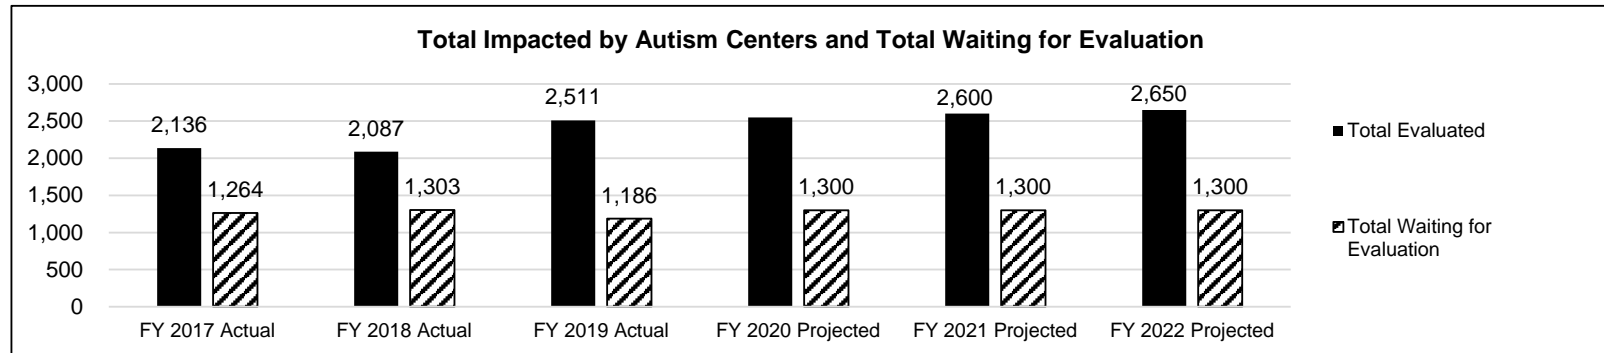 Total Impacted by Autism Centers and Total Waiting for Evaluation
3,000
2,500
2,000
1,500
1,000
500
0
2,136
1,264
2,087
1,303
2,511
1,186
1,300
2,600
1,300
2,650
1,300
FY 2017 Actual
FY 2018 Actual
FY 2019 Actual
FY 2020 Projected
FY 2021 Projected
FY 2022 Projected
Total Evaluated
Total Waiting for
Evaluation